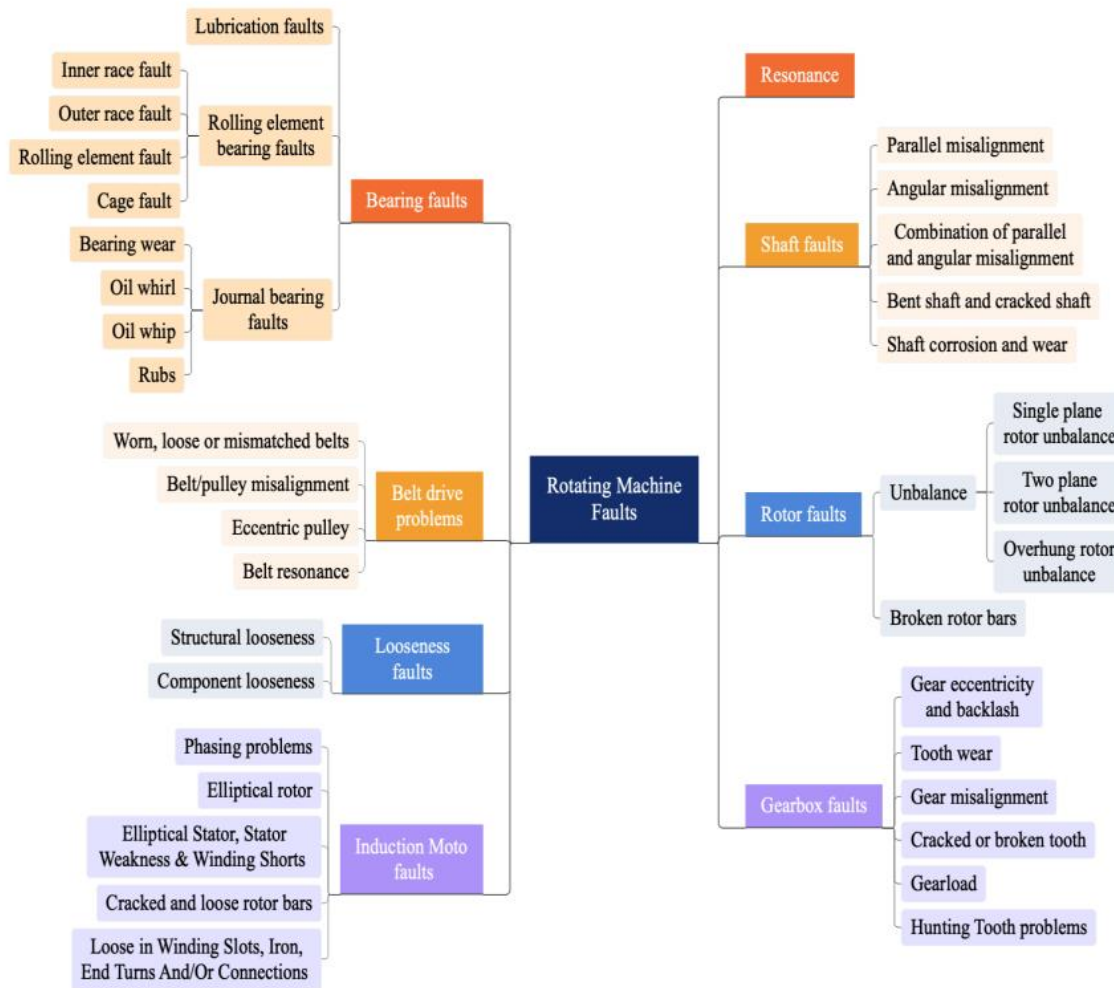 Rotating Machine
Faults
Bearing faults
Lubrication faults
Rolling element
bearing faults
Inner race fault
Outer race fault
Rolling element fault
Cage fault
Journal bearing
faults
Bearing wear
Oil whirl
Oil whip
Rubs
Belt drive
problems
Worn, loose or mismatched belts
Belt/pulley misalignment
Eccentric pulley
Belt resonance
Looseness
faults
Structural looseness
Component looseness
Induction Moto
faults
Phasing problems
Elliptical rotor
Elliptical Stator, Stator
Weakness & Winding Shorts
Cracked and loose rotor bars
Loose in Winding Slots, Iron,
End Turns And/Or Connections
Resonance
Shaft faults
Parallel misalignment
Angular misalignment
Combination of parallel
and angular misalignment
Bent shaft and cracked shaft
Shaft corrosion and wear
Rotor faults
Unbalance
Single plane
rotor unbalance
Two plane
rotor unbalance
Overhung rotor
unbalance
Broken rotor bars
Gearbox faults
Gear eccentricity
and backlash
Tooth wear
Gear misalignment
Cracked or broken tooth
Gearload
Hunting Tooth problems